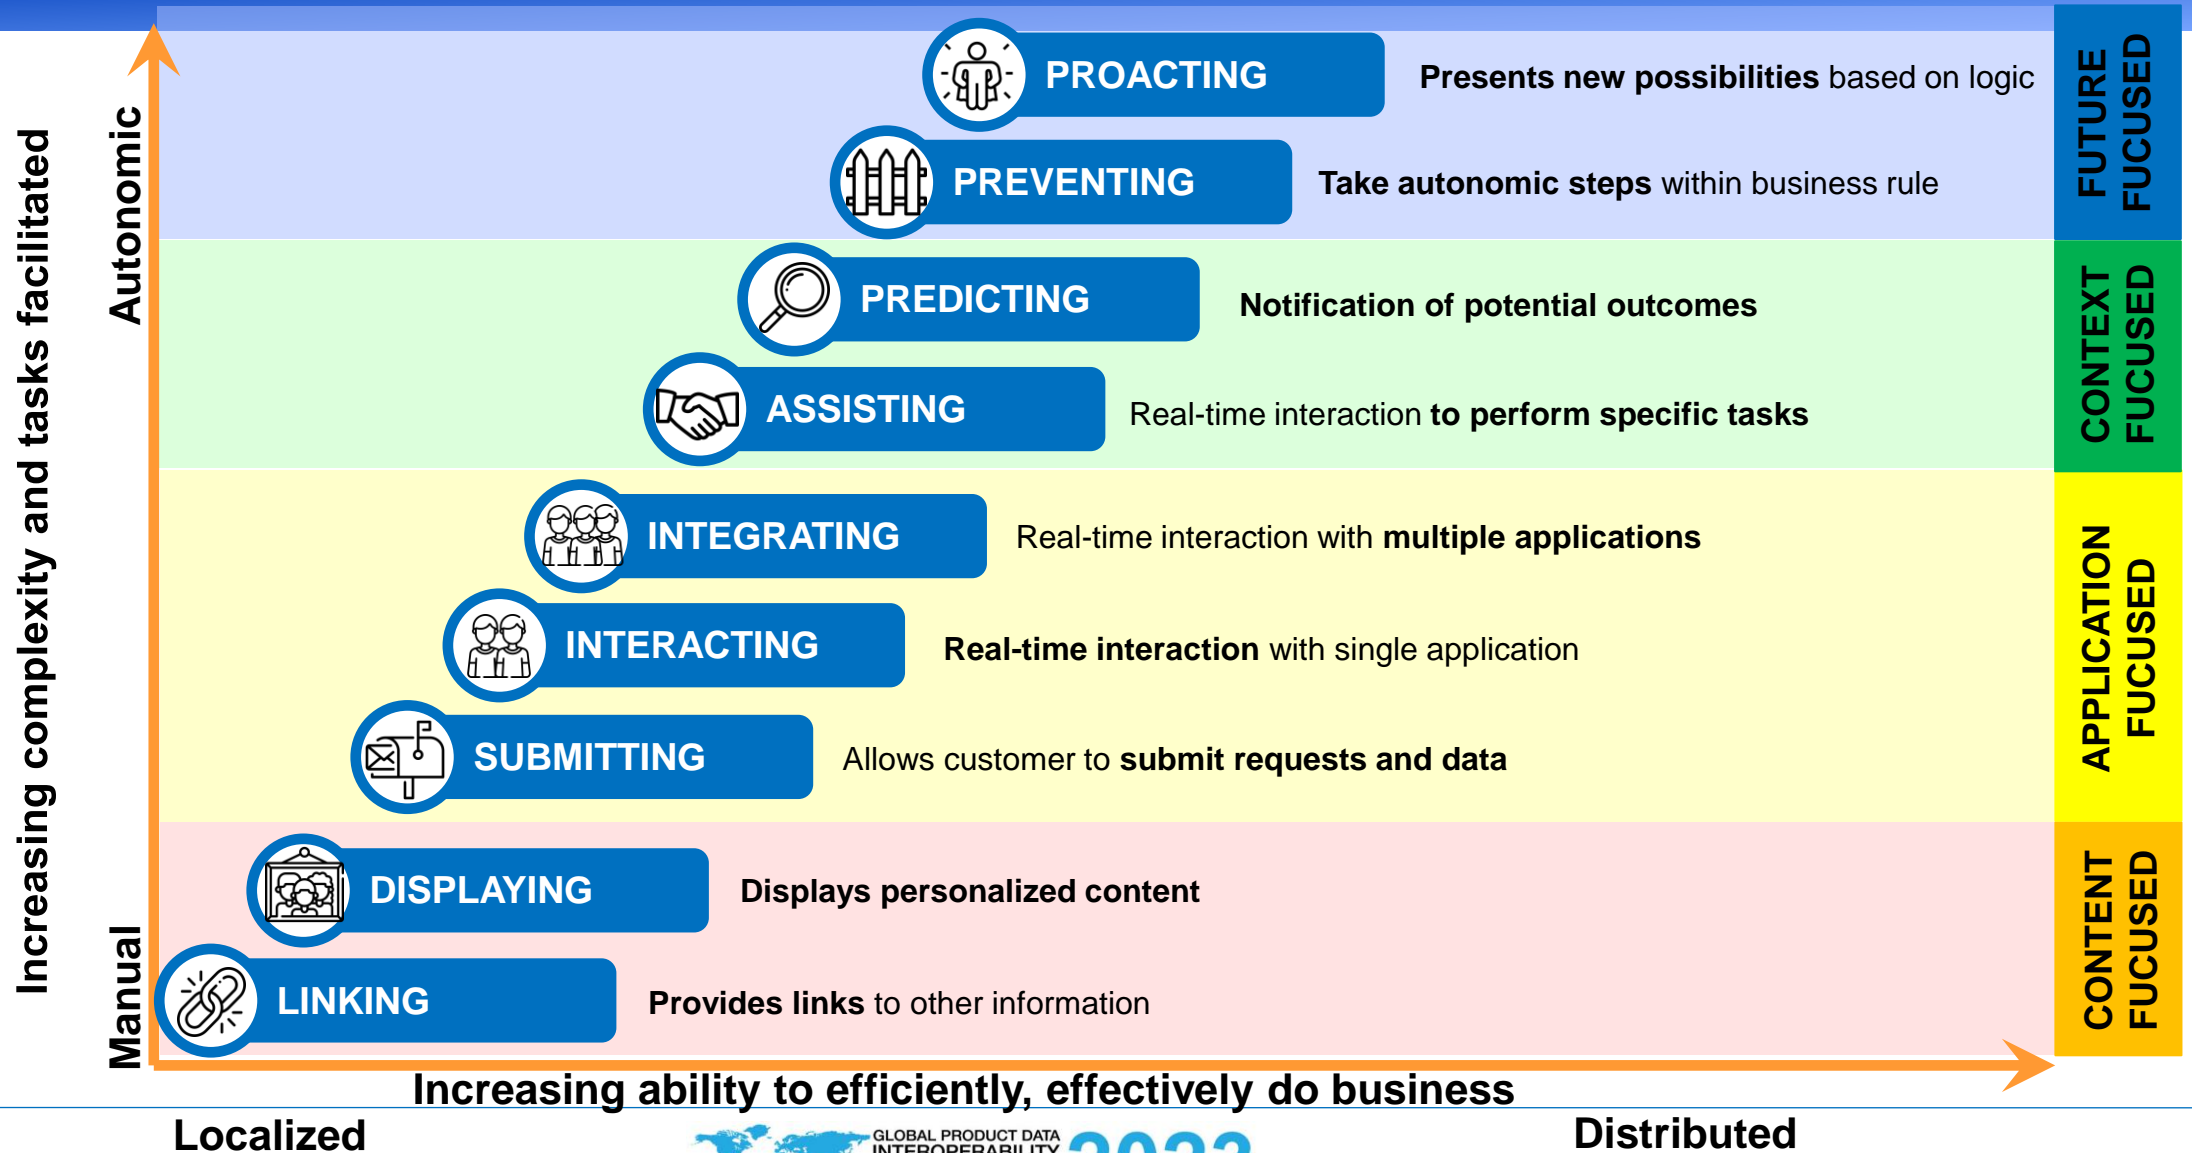 Increasing complexity and tasks facilitated
Autonomic
Manual
PROACTING
Presents new possibilities based on logic
PREVENTING
Take autonomic steps within business rule
FUTURE
FUCUSED
PREDICTING
Notification of potential outcomes
ASSISTING
Real-time interaction to perform specific tasks
CONTEXT
FUCUSED
INTEGRATING
Real-time interaction with multiple applications
INTERACTING
Real-time interaction with single application
SUBMITTING
Allows customer to submit requests and data
APPLICATION
FUCUSED
DISPLAYING
Displays personalized content
LINKING
Provides links to other information
CONTENT
FUCUSED
Increasing ability to efficiently, effectively do business
Localized
Distributed
GLOBAL PRODUCT DATA
INTEROPERABILITY